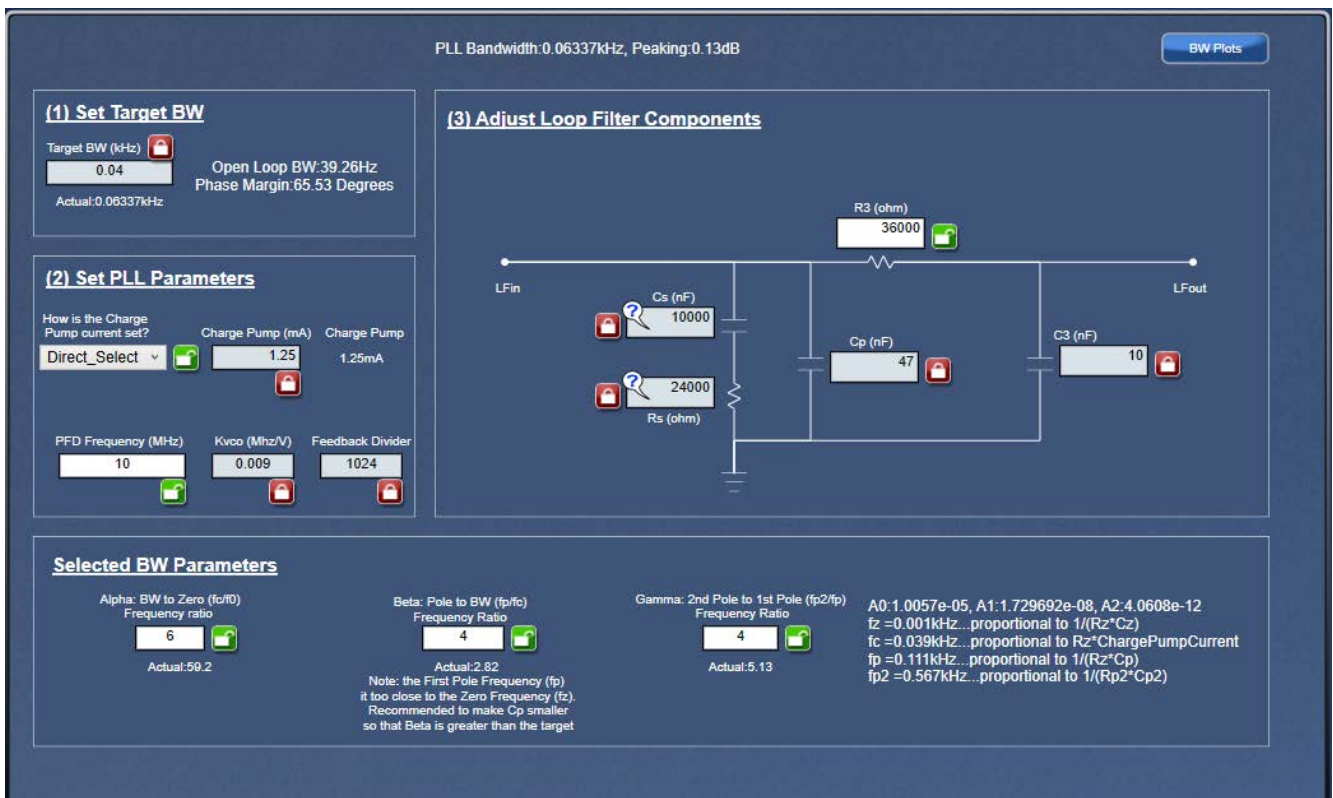 PLL Bandwidth:0.06337kHz, Peaking:0.13dB
BW Plots
(1) Set Target BW
Target BW (kHz)
0.04
Actual:0.06337kHz
Open Loop BW:39.26Hz
Phase Margin:65.53 Degrees
(2) Set PLL Parameters
How is the Charge
Pump current set?
Direct_Select
Charge Pump (mA)
1.25
Charge Pump
1.25mA
PFD Frequency (MHz)
10
Kvco (Mhz/V)
0.009
Feedback Divider
1024
(3) Adjust Loop Filter Components
R3 (ohm)
36000
LFin
LFout
Cs (nF)
?
10000
Cp (nF)
47
C3 (nF)
10
?
24000
Rs (ohm)
Selected BW Parameters
Alpha: BW to Zero (fc/f0)
Frequency ratio
6
Actual:59.2
Beta: Pole to BW (fp/fc)
Frequency Ratio
4
Actual:2.82
Note: the First Pole Frequency (fp)
it too close to the Zero Frequency (fz).
Recommended to make Cp smaller
so that Beta is greater than the target
Gamma: 2nd Pole to 1st Pole (fp2/fp)
Frequency Ratio
4
Actual:5.13
A0:1.0057e-05, A1:1.729692e-08, A2:4.0608e-12
fz =0.001kHz...proportional to 1/(Rz*Cz)
fc =0.039kHz...proportional to Rz*ChargePumpCurrent
fp =0.111kHz...proportional to 1/(Rz*Cp)
fp2 =0.567kHz...proportional to 1/(Rp2*Cp2)